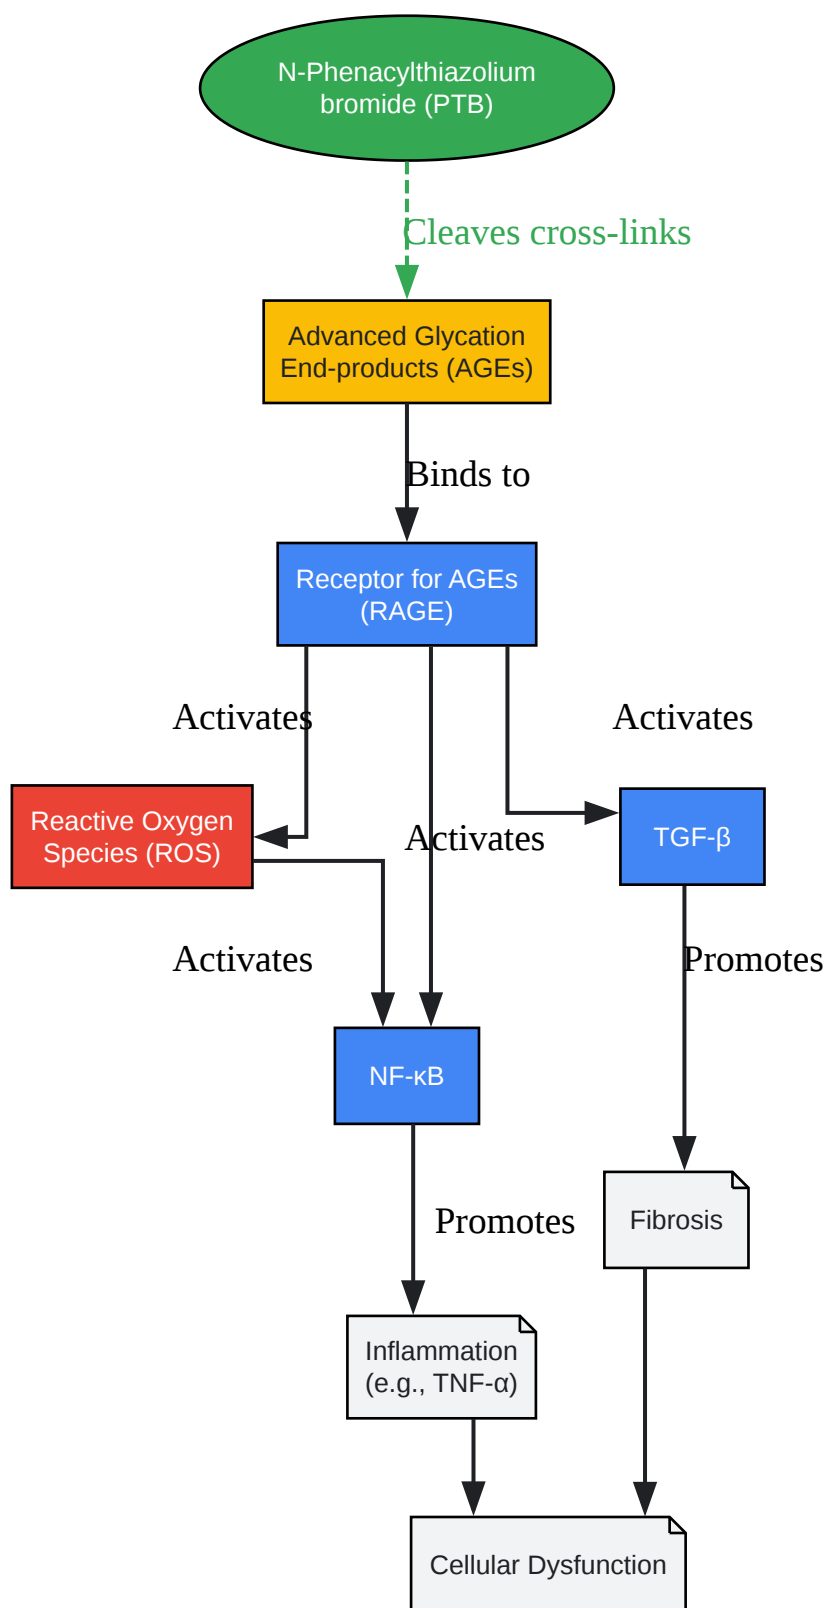 N-Phenacylthiazolium
bromide (PTB)
Cleaves cross-links
Advanced Glycation
End-products (AGEs)
Binds to
Receptor for AGEs
(RAGE)
Activates
Activates
Reactive Oxygen
Species (ROS)
Activates
TGF-β
Activates
Promotes
NF-κB
Promotes
Fibrosis
Inflammation
(e.g., TNF-α)
Cellular Dysfunction